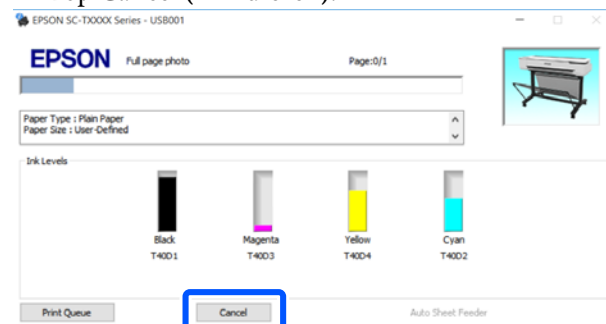 EPSON SC-TXXXX Series - USB001
EPSON Full page photo Page:0/1
Paper Type : Plain Paper
Paper Size : User-Defined
Ink Levels
Black Magenta Yellow Cyan
T40D1 T40D3 T40D4 T40D2
Print Queue Cancel Auto Sheet Feeder